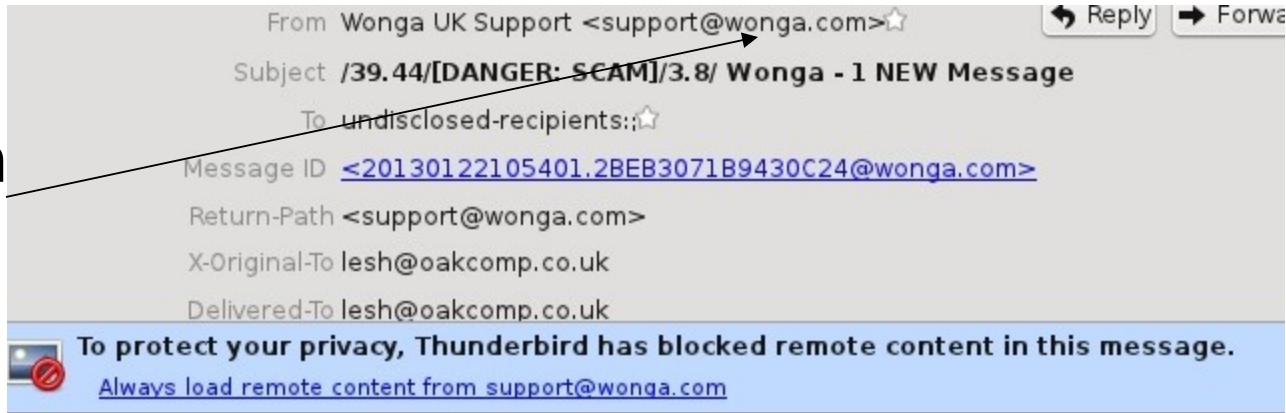 From Wonga UK Support <support@wonga.com>
Reply Forwa
Subject /39.44/[DANGER: SCAM]/3.8/ Wonga - 1 NEW Message
To undisclosed-recipients:;
Message ID <20130122105401.2BEB3071B9430C24@wonga.com>
Return-Path <support@wonga.com>
X-Original-To lesh@oakcomp.co.uk
Delivered-To lesh@oakcomp.co.uk
To protect your privacy, Thunderbird has blocked remote content in this message.
Always load remote content from support@wonga.com